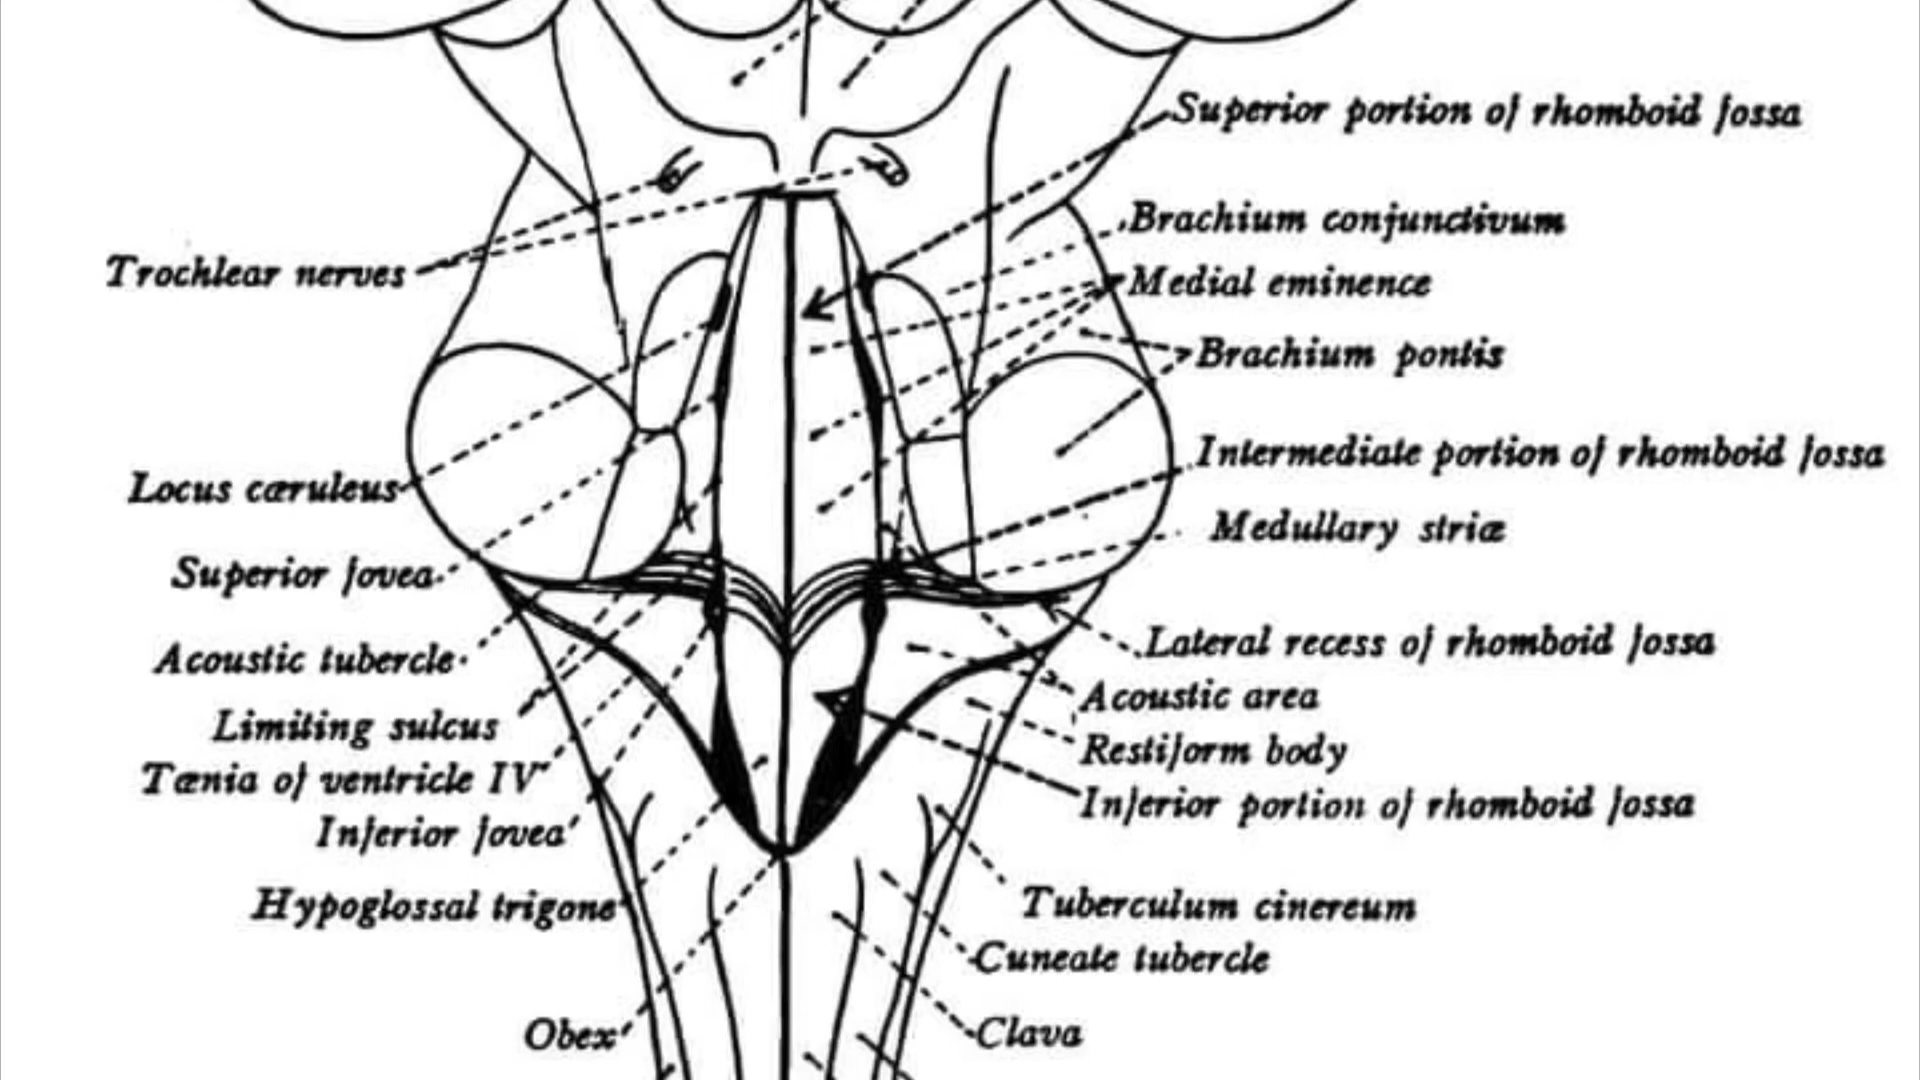 Superior portion of rhomboid fossa
Brachium conjunctivum
Trochlear nerves
Medial eminence
Brachium pontis
Intermediate portion of rhomboid fossa
Locus cæruleus
Medullary striæ
Superior fovea
Lateral recess of rhomboid fossa
Acoustic tubercle
Acoustic area
Limiting sulcus
Restiform body
Tænia of ventricle IV
Inferior portion of rhomboid fossa
Inferior fovea
Hypoglossal trigone
Tuberculum cinereum
Cuneate tubercle
Obex
Clava